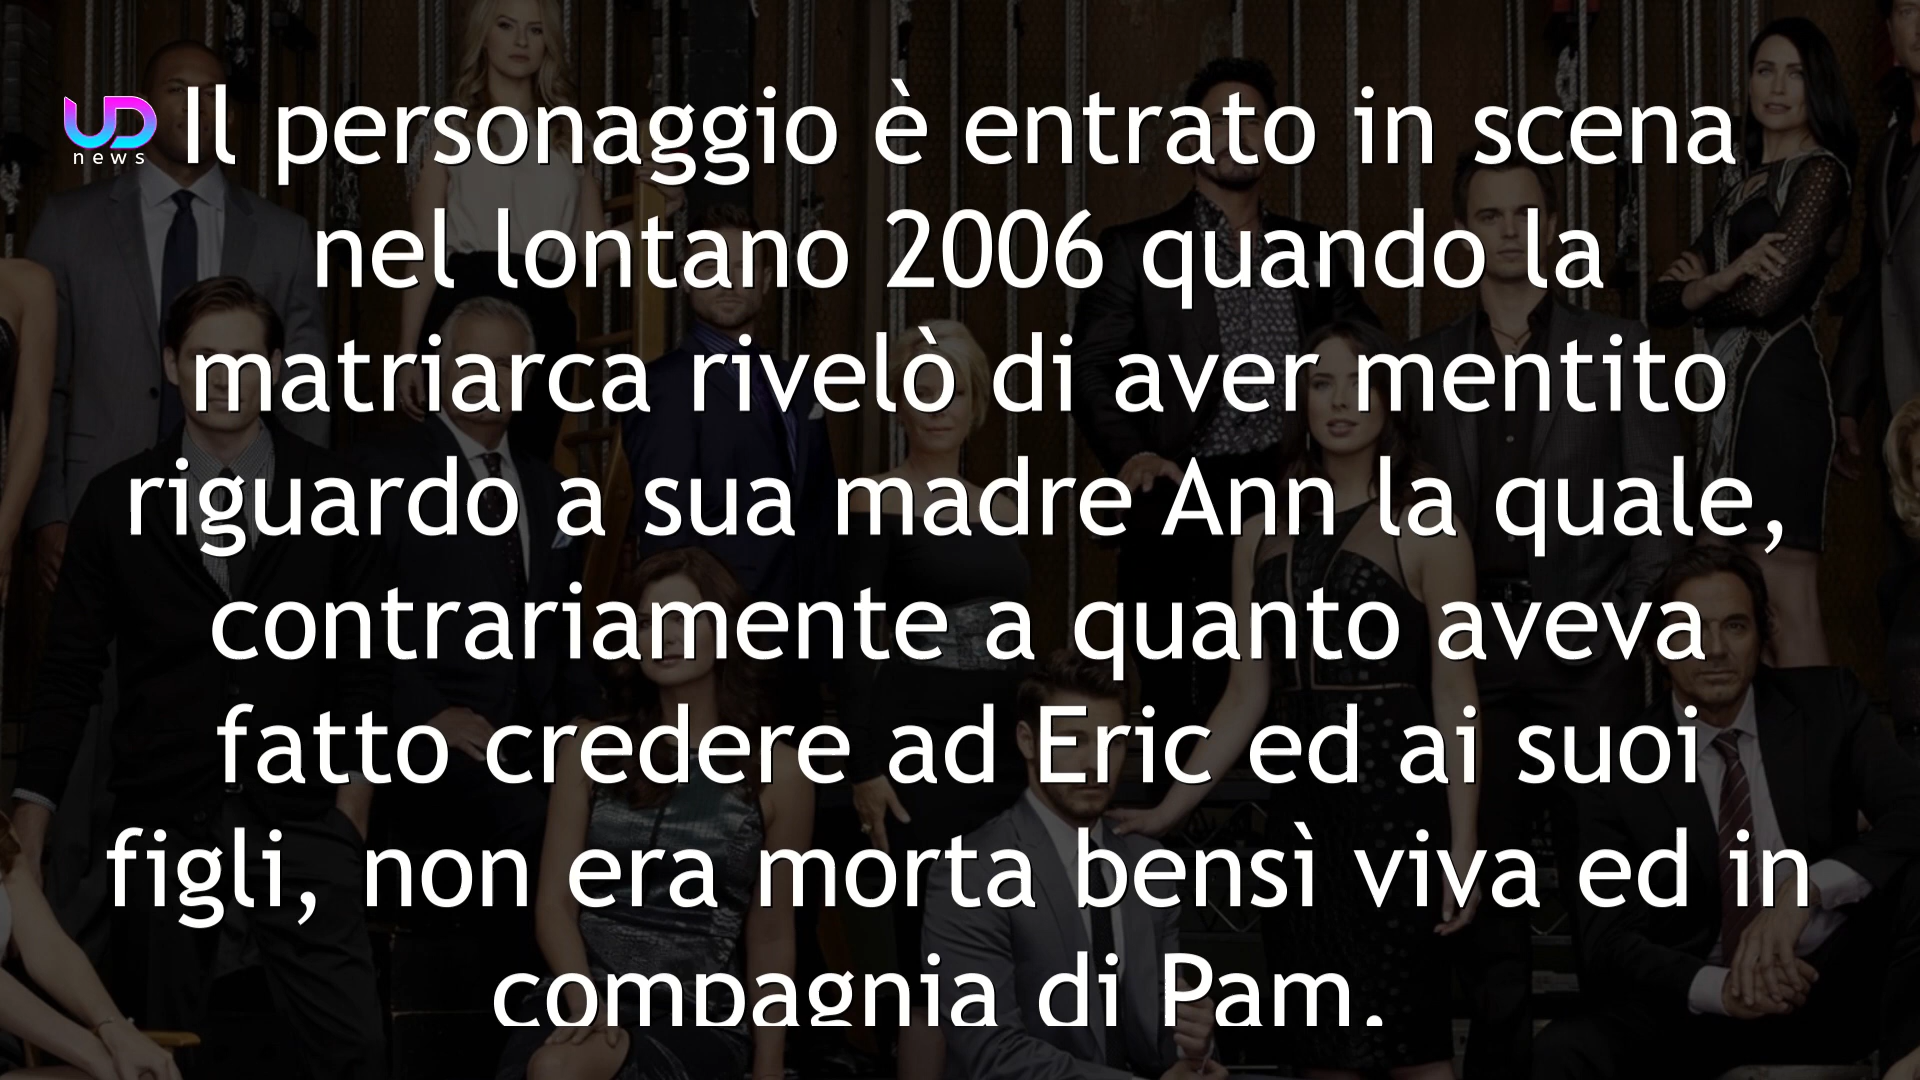 UD
news
Il personaggio è entrato in scena
nel lontano 2006 quando la
matriarca rivelò di aver mentito
riguardo a sua madre Ann la quale,
contrariamente a quanto aveva
fatto credere ad Eric ed ai suoi
figli, non era morta bensì viva ed in
compagnia di Pam.